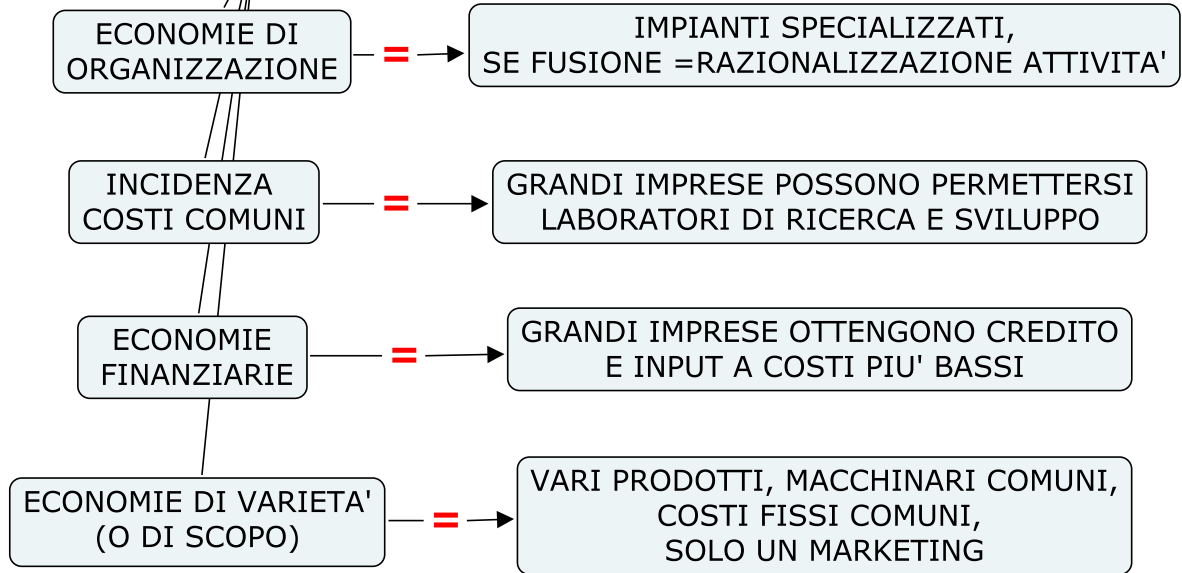 ECONOMIE DI
ORGANIZZAZIONE
=
IMPIANTI SPECIALIZZATI,
SE FUSIONE =RAZIONALIZZAZIONE ATTIVITA'
INCIDENZA
COSTI COMUNI
=
GRANDI IMPRESE POSSONO PERMETTERSI
LABORATORI DI RICERCA E SVILUPPO
ECONOMIE
FINANZIARIE
=
GRANDI IMPRESE OTTENGONO CREDITO
E INPUT A COSTI PIU' BASSI
ECONOMIE DI VARIETA'
(O DI SCOPO)
=
VARI PRODOTTI, MACCHINARI COMUNI,
COSTI FISSI COMUNI,
SOLO UN MARKETING